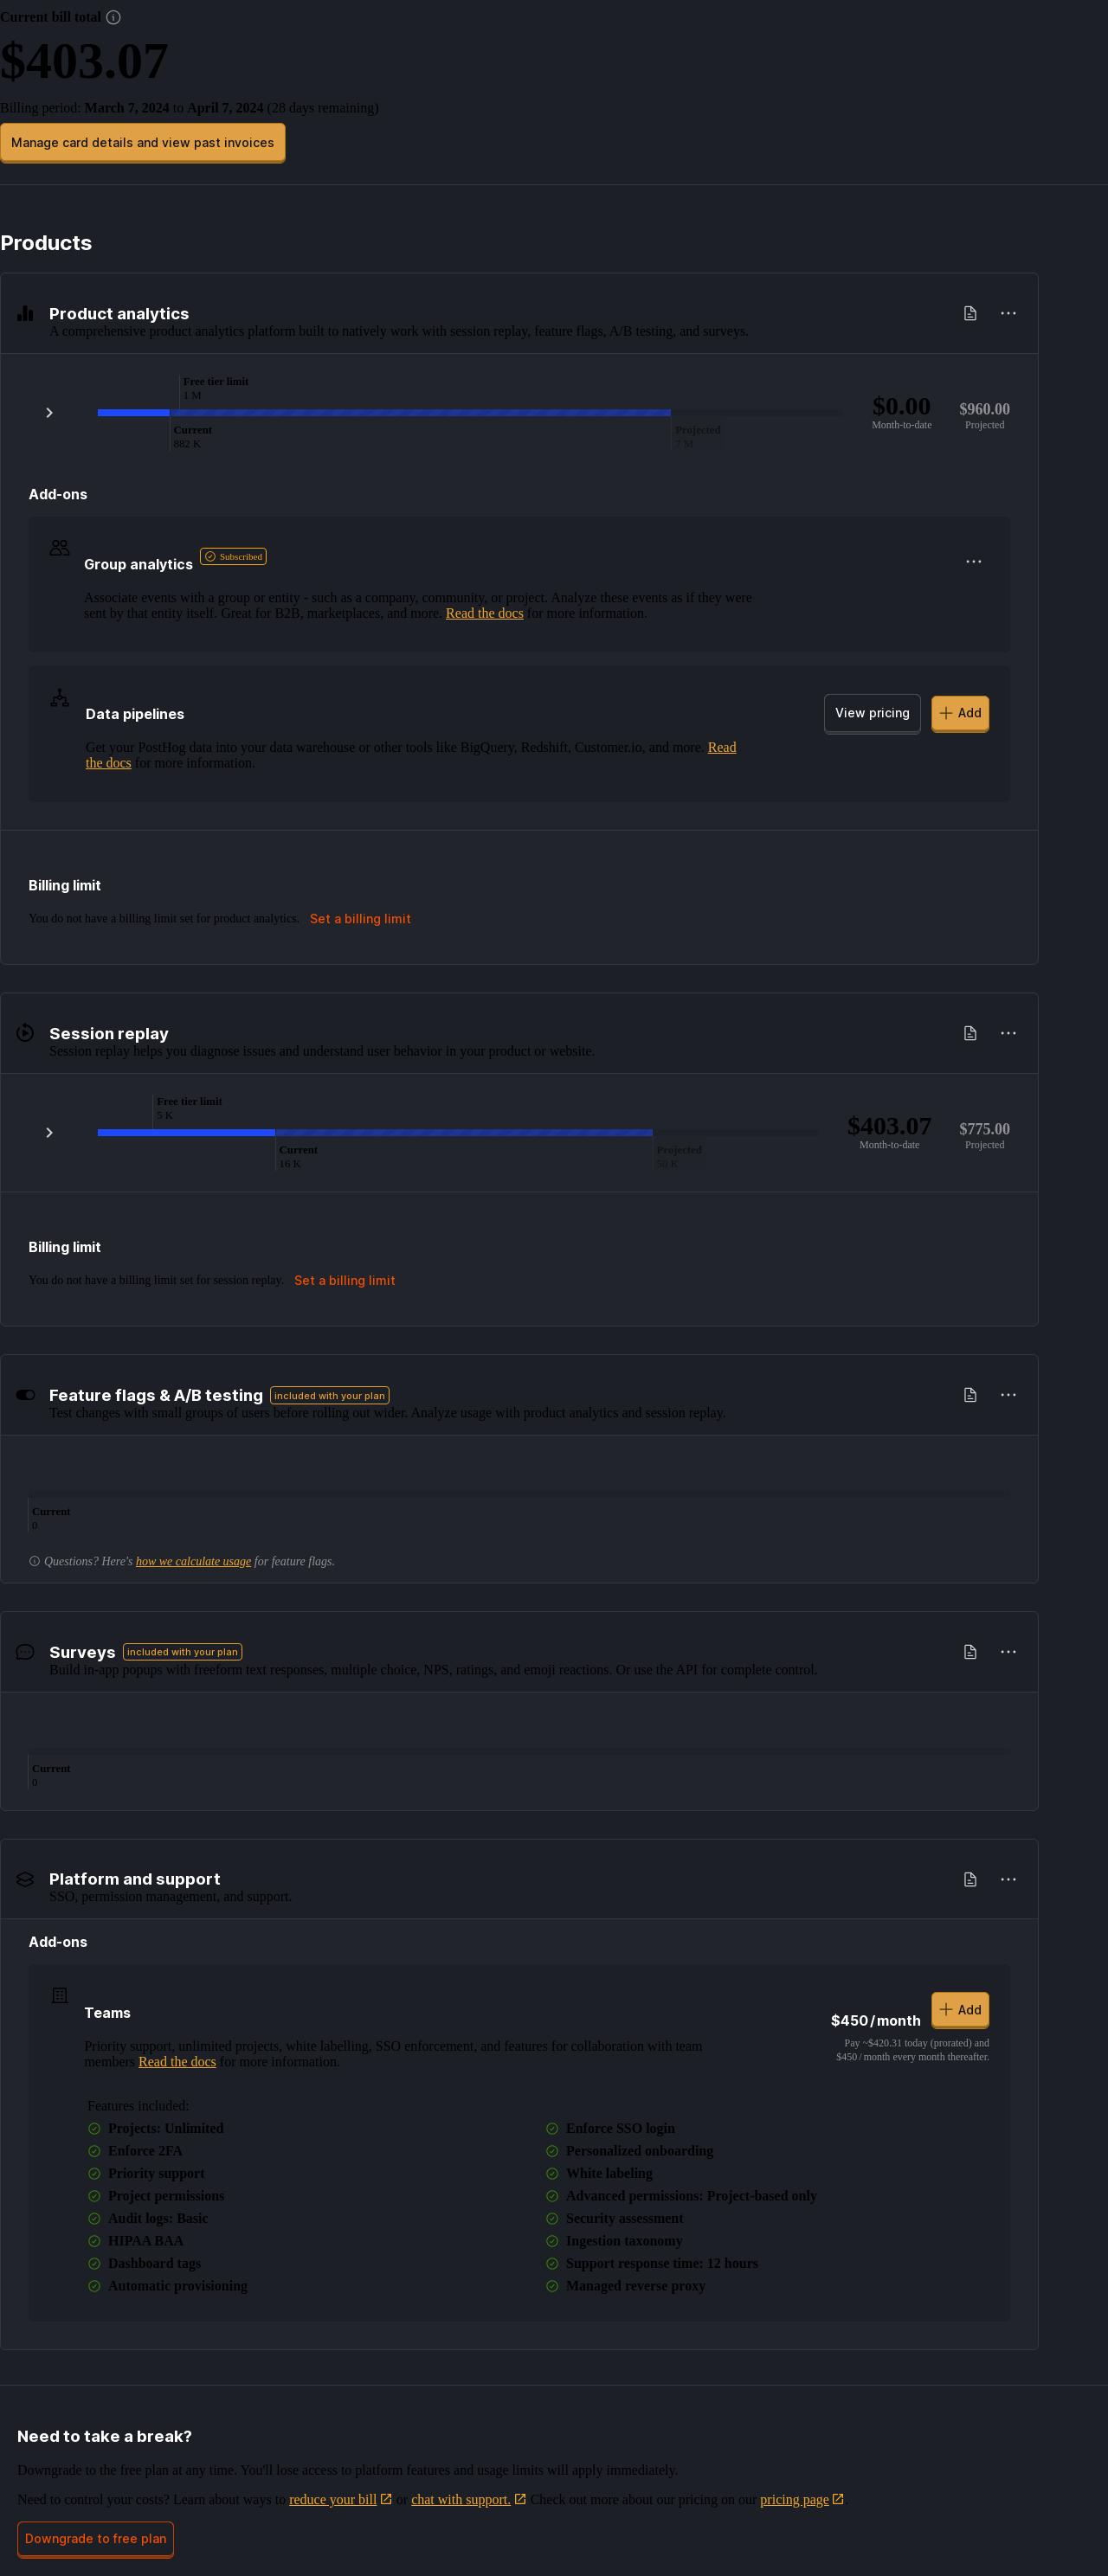 Current bill total
$403.07
Billing period: March 7, 2024 to April 7, 2024 (28 days remaining)
Manage card details and view past invoices
Products
Product analytics
A comprehensive product analytics platform built to natively work with session replay, feature flags, A/B testing, and surveys.
Free tier limit
1 M
Current
882 K
Projected
7 M
$0.00
Month-to-date
$960.00
Projected
Add-ons
Group analytics
Subscribed
Associate events with a group or entity - such as a company, community, or project. Analyze these events as if they were
sent by that entity itself. Great for B2B, marketplaces, and more. Read the docs for more information.
Data pipelines
View pricing
Add
Get your PostHog data into your data warehouse or other tools like BigQuery, Redshift, Customer.io, and more. Read
the docs for more information.
Billing limit
You do not have a billing limit set for product analytics. Set a billing limit
Session replay
Session replay helps you diagnose issues and understand user behavior in your product or website.
Free tier limit
5 K
Current
16 K
Projected
50 K
$403.07
Month-to-date
$775.00
Projected
Billing limit
You do not have a billing limit set for session replay. Set a billing limit
Feature flags & A/B testing included with your plan
Test changes with small groups of users before rolling out wider. Analyze usage with product analytics and session replay.
Current
0
Questions? Here's how we calculate usage for feature flags.
Surveys included with your plan
Build in-app popups with freeform text responses, multiple choice, NPS, ratings, and emoji reactions. Or use the API for complete control.
Current
0
Platform and support
SSO, permission management, and support.
Add-ons
Teams
$450/month
Add
Priority support, unlimited projects, white labelling, SSO enforcement, and features for collaboration with team
members Read the docs for more information.
Pay ~$420.31 today (prorated) and
$450/month every month thereafter.
Features included:
Projects: Unlimited
Enforce 2FA
Priority support
Project permissions
Audit logs: Basic
HIPAA BAA
Dashboard tags
Automatic provisioning
Enforce SSO login
Personalized onboarding
White labeling
Advanced permissions: Project-based only
Security assessment
Ingestion taxonomy
Support response time: 12 hours
Managed reverse proxy
Need to take a break?
Downgrade to the free plan at any time. You'll lose access to platform features and usage limits will apply immediately.
Need to control your costs? Learn about ways to reduce your bill or chat with support. Check out more about our pricing on our pricing page
Downgrade to free plan